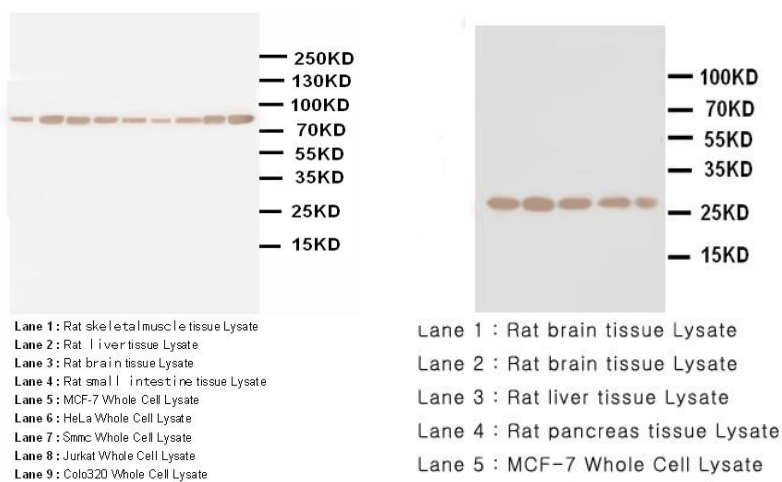 250KD
130KD
100KD
70KD
55KD
35KD
25KD
15KD
Lane 1 : Rat skeletal muscle tissue Lysate
Lane 2 : Rat liver tissue Lysate
Lane 3 : Rat brain tissue Lysate
Lane 4 : Rat small intestine tissue Lysate
Lane 5 : MCF-7 Whole Cell Lysate
Lane 6 : HeLa Whole Cell Lysate
Lane 7 : Smmc Whole Cell Lysate
Lane 8 : Jurkat Whole Cell Lysate
Lane 9 : Colo320 Whole Cell Lysate
100KD
70KD
55KD
35KD
25KD
15KD
Lane 1 : Rat brain tissue Lysate
Lane 2 : Rat brain tissue Lysate
Lane 3 : Rat liver tissue Lysate
Lane 4 : Rat pancreas tissue Lysate
Lane 5 : MCF-7 Whole Cell Lysate